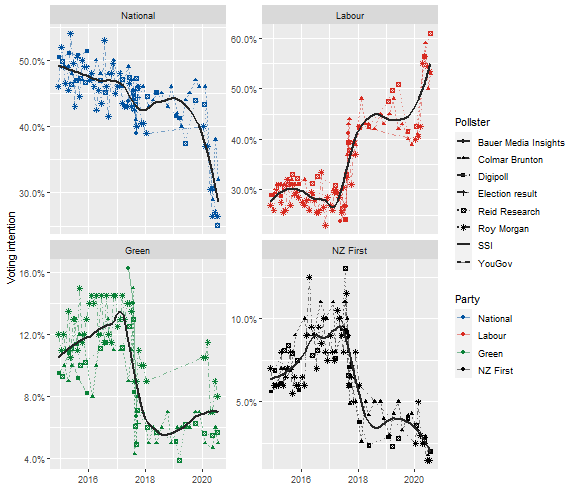 National
Labour
50.0%
40.0%
30.0%
60.0%
50.0%
40.0%
30.0%
Voting intention
Green
NZ First
16.0%
12.0%
8.0%
4.0%
10.0%
5.0%
2016
2018
2020
2016
2018
2020
Pollster
Bauer Media Insights
Colmar Brunton
Digipoll
Election result
Reid Research
Roy Morgan
SSI
YouGov
Party
National
Labour
Green
NZ First